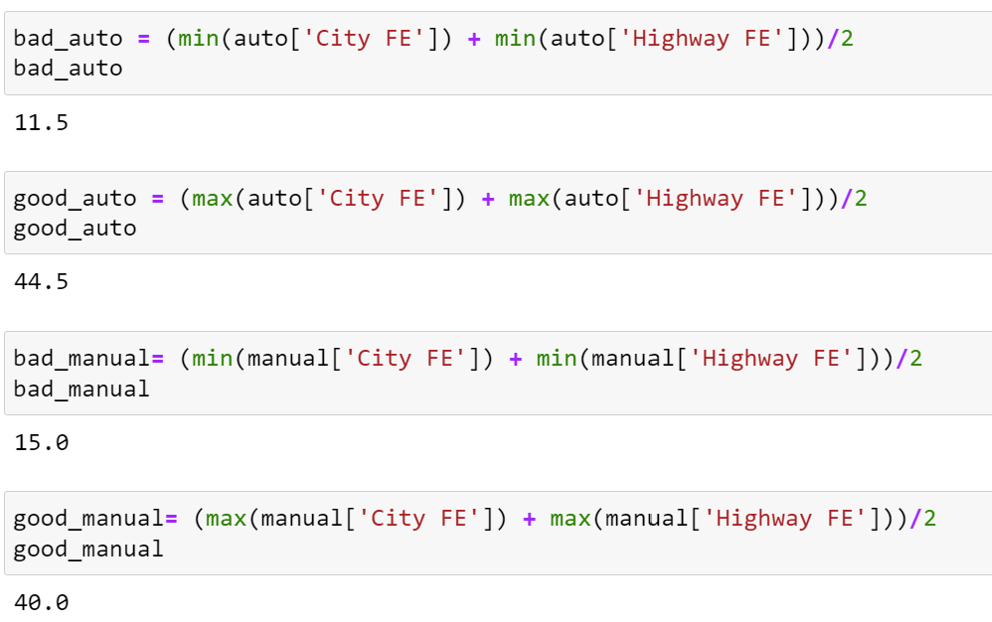 bad_auto = (min(auto['City FE']) + min(auto['Highway FE']))/2
bad_auto
11.5
good_auto = (max(auto['City FE']) + max(auto['Highway FE']))/2
good_auto
44.5
bad_manual= (min(manual['City FE']) + min(manual['Highway FE']))/2
bad_manual
15.0
good_manual= (max(manual['City FE']) + max(manual['Highway FE']))/2
good_manual
40.0